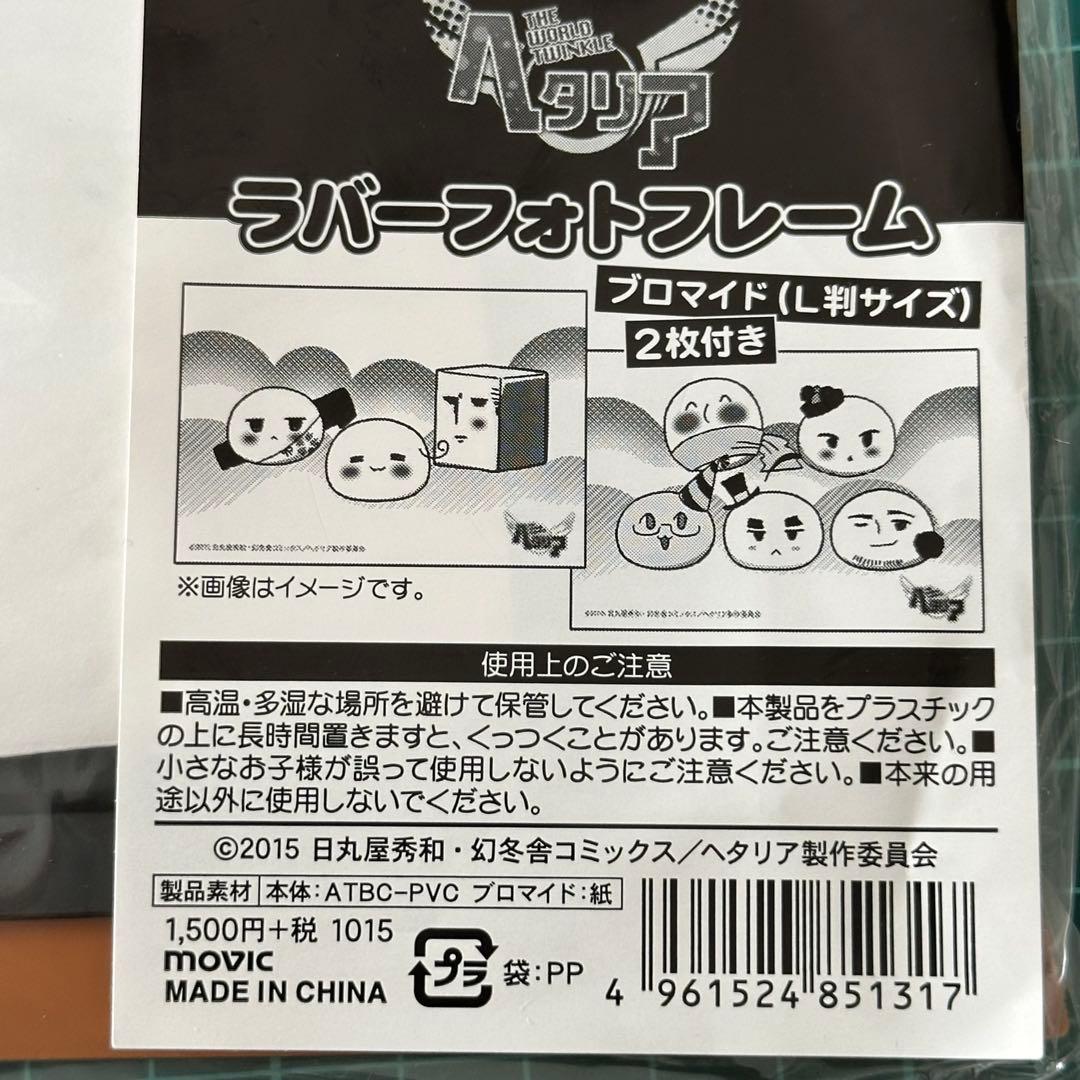 THE
WORLD
TWINKLE
ヘタリア
ラバーフォトフレーム
ブロマイド(L判サイズ)
2枚付き
ヘタリア
※画像はイメージです。
ヘタリア
使用上のご注意
■高温・多湿な場所を避けて保管してください。■本製品をプラスチック
の上に長時間置きますと、くっつくことがあります。ご注意ください。■
小さなお子様が誤って使用しないようにご注意ください。■本来の用
途以外に使用しないでください。
©2015 日丸屋秀和・幻冬舎コミックス/ヘタリア製作委員会
製品素材 本体:ATBC-PVC ブロマイド:紙
1,500円+税 1015
movic
MADE IN CHINA
プラ 袋:PP
4 961524 851317